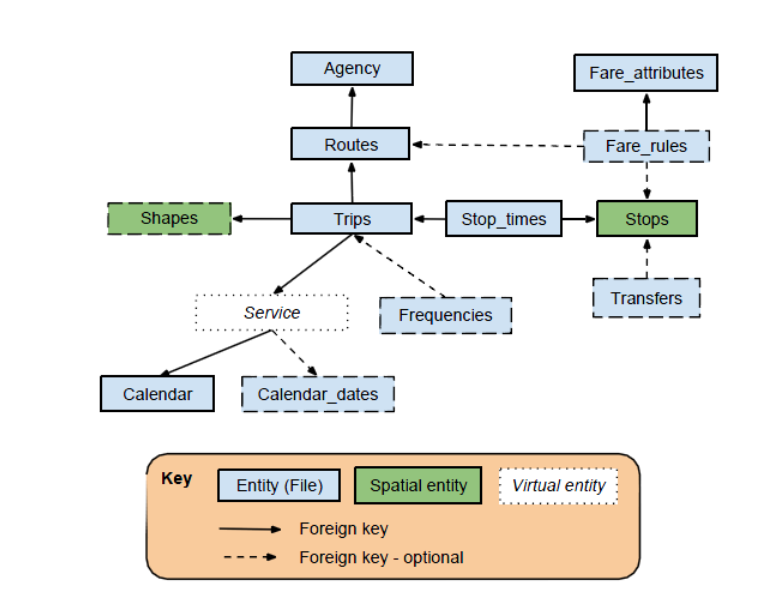 Agency
Fare_attributes
Routes
Fare_rules
Shapes
Trips
Stop_times
Stops
Service
Frequencies
Transfers
Calendar
Calendar_dates
Key
Entity (File)
Spatial entity
Virtual entity
Foreign key
Foreign key - optional